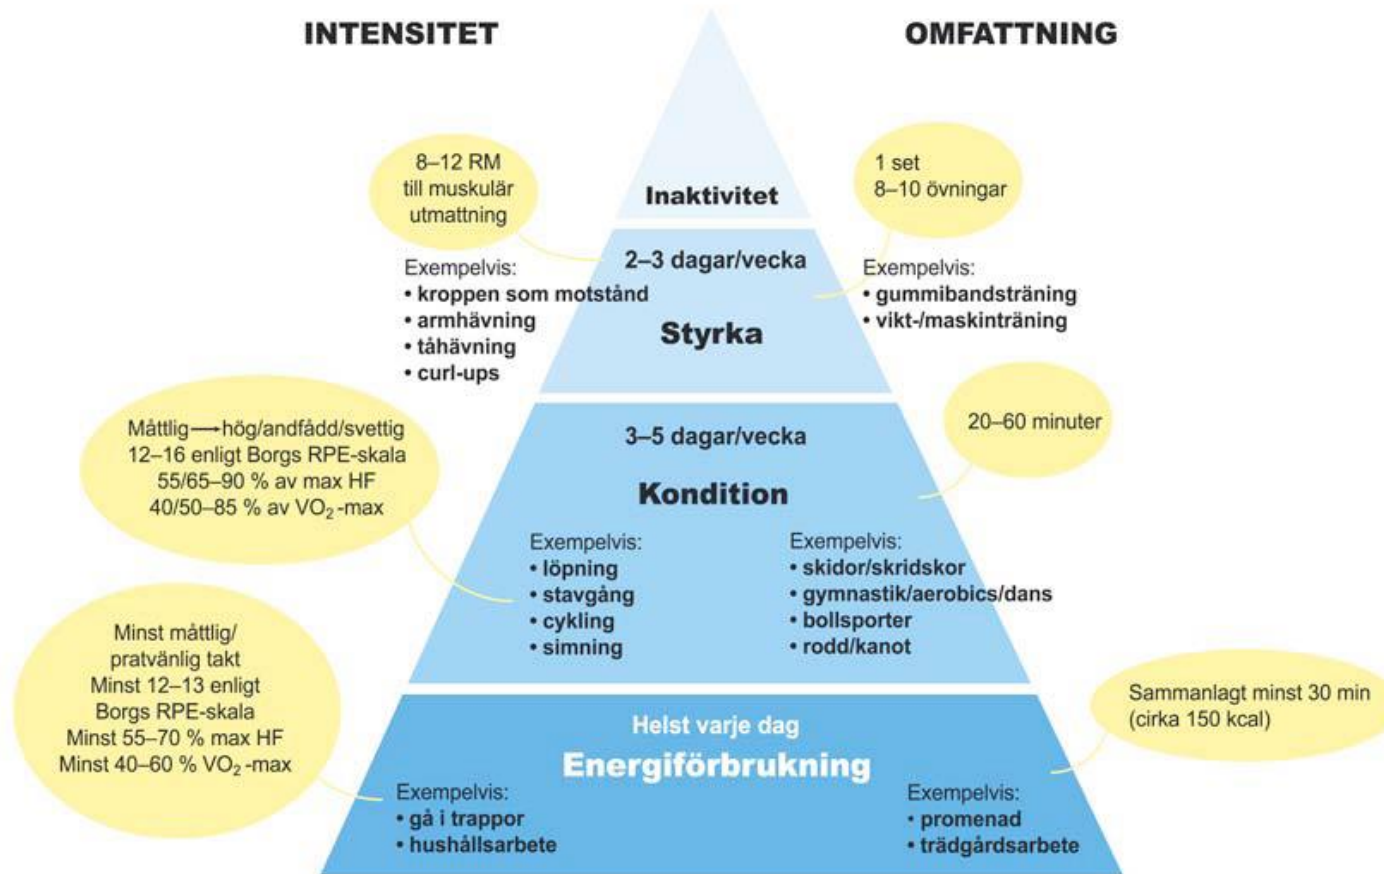 INTENSITET
OMFATTNING
Inaktivitet
8–12 RM
till muskulär
utmattning
1 set
8–10 övningar
2–3 dagar/vecka
Styrka
Exempelvis:
• kroppen som motstånd
• armhävning
• tåhävning
• curl-ups
Exempelvis:
• gummibandsträning
• vikt-/maskinträning
Måttlig→hög/andfådd/svettig
12–16 enligt Borgs RPE-skala
55/65–90 % av max HF
40/50–85 % av VO₂-max
20–60 minuter
3–5 dagar/vecka
Kondition
Exempelvis:
• löpning
• stavgång
• cykling
• simning
Exempelvis:
• skidor/skridskor
• gymnastik/aerobics/dans
• bollsporter
• rodd/kanot
Minst måttlig/
pratvänlig takt
Minst 12–13 enligt
Borgs RPE-skala
Minst 55–70 % max HF
Minst 40–60 % VO₂-max
Sammanlagt minst 30 min
(cirka 150 kcal)
Helst varje dag
Energiförbrukning
Exempelvis:
• gå i trappor
• hushållsarbete
Exempelvis:
• promenad
• trädgårdsarbete